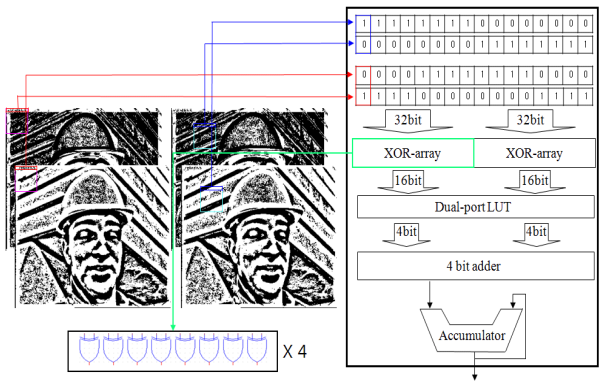 1 1 1 1 1 1 1 1 0 0 0 0 0 0 0 0
0 0 0 0 0 0 0 0 0 1 1 1 1 1 1 1
0 0 0 0 1 1 1 1 1 1 1 1 0 0 0 0
1 1 1 1 0 0 0 0 0 1 1 1 0 0 0 0
32bit 32bit
XOR-array XOR-array
16bit 16bit
Dual-port LUT
4bit 4bit
4 bit adder
Accumulator
X 4